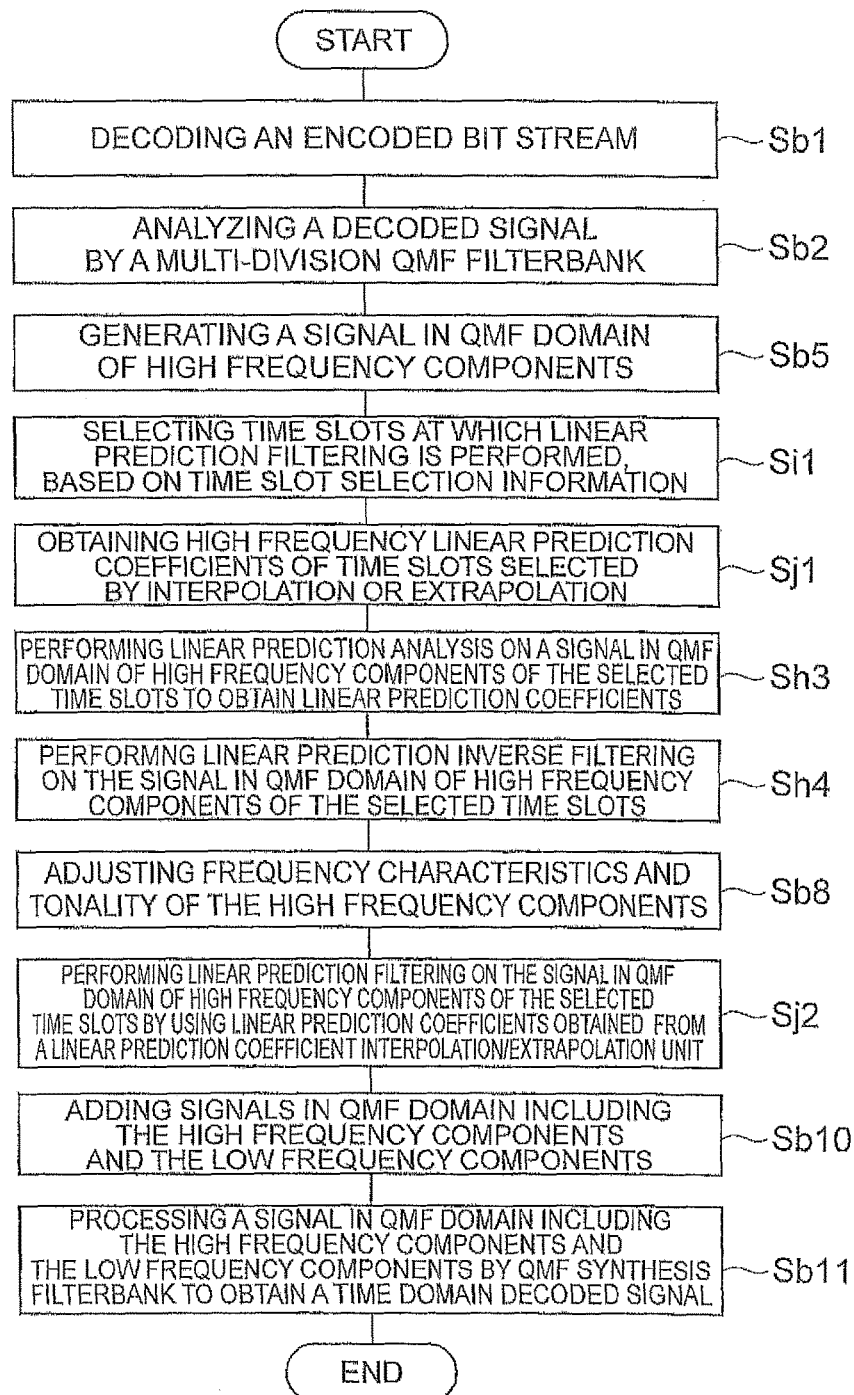 START
DECODING AN ENCODED BIT STREAM
Sb1
ANALYZING A DECODED SIGNAL
BY A MULTI-DIVISION QMF FILTERBANK
Sb2
GENERATING A SIGNAL IN QMF DOMAIN
OF HIGH FREQUENCY COMPONENTS
Sb5
SELECTING TIME SLOTS AT WHICH LINEAR
PREDICTION FILTERING IS PERFORMED,
BASED ON TIME SLOT SELECTION INFORMATION
Si1
OBTAINING HIGH FREQUENCY LINEAR PREDICTION
COEFFICIENTS OF TIME SLOTS SELECTED
BY INTERPOLATION OR EXTRAPOLATION
Sj1
PERFORMING LINEAR PREDICTION ANALYSIS ON A SIGNAL IN QMF
DOMAIN OF HIGH FREQUENCY COMPONENTS OF THE SELECTED
TIME SLOTS TO OBTAIN LINEAR PREDICTION COEFFICIENTS
Sh3
PERFORMNG LINEAR PREDICTION INVERSE FILTERING
ON THE SIGNAL IN QMF DOMAIN OF HIGH FREQUENCY
COMPONENTS OF THE SELECTED TIME SLOTS
Sh4
ADJUSTING FREQUENCY CHARACTERISTICS AND
TONALITY OF THE HIGH FREQUENCY COMPONENTS
Sb8
PERFORMING LINEAR PREDICTION FILTERING ON THE SIGNAL IN QMF
DOMAIN OF HIGH FREQUENCY COMPONENTS OF THE SELECTED
TIME SLOTS BY USING LINEAR PREDICTION COEFFICIENTS OBTAINED FROM
A LINEAR PREDICTION COEFFICIENT INTERPOLATION/EXTRAPOLATION UNIT
Sj2
ADDING SIGNALS IN QMF DOMAIN INCLUDING
THE HIGH FREQUENCY COMPONENTS
AND THE LOW FREQUENCY COMPONENTS
Sb10
PROCESSING A SIGNAL IN QMF DOMAIN INCLUDING
THE HIGH FREQUENCY COMPONENTS AND
THE LOW FREQUENCY COMPONENTS BY QMF SYNTHESIS
FILTERBANK TO OBTAIN A TIME DOMAIN DECODED SIGNAL
Sb11
END